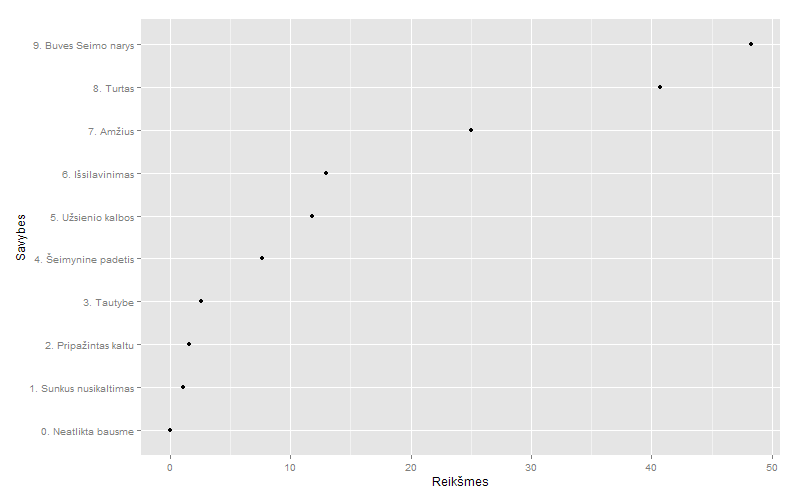 9. Buves Seimo narys
8. Turtas
7. Amžius
6. Išsilavinimas
5. Užsienio kalbos
4. Šeimynine padetis
3. Tautybe
2. Pripažintas kaltu
1. Sunkus nusikaltimas
0. Neatlikta bausme
Savybes
0 10 20 30 40 50
Reikšmes